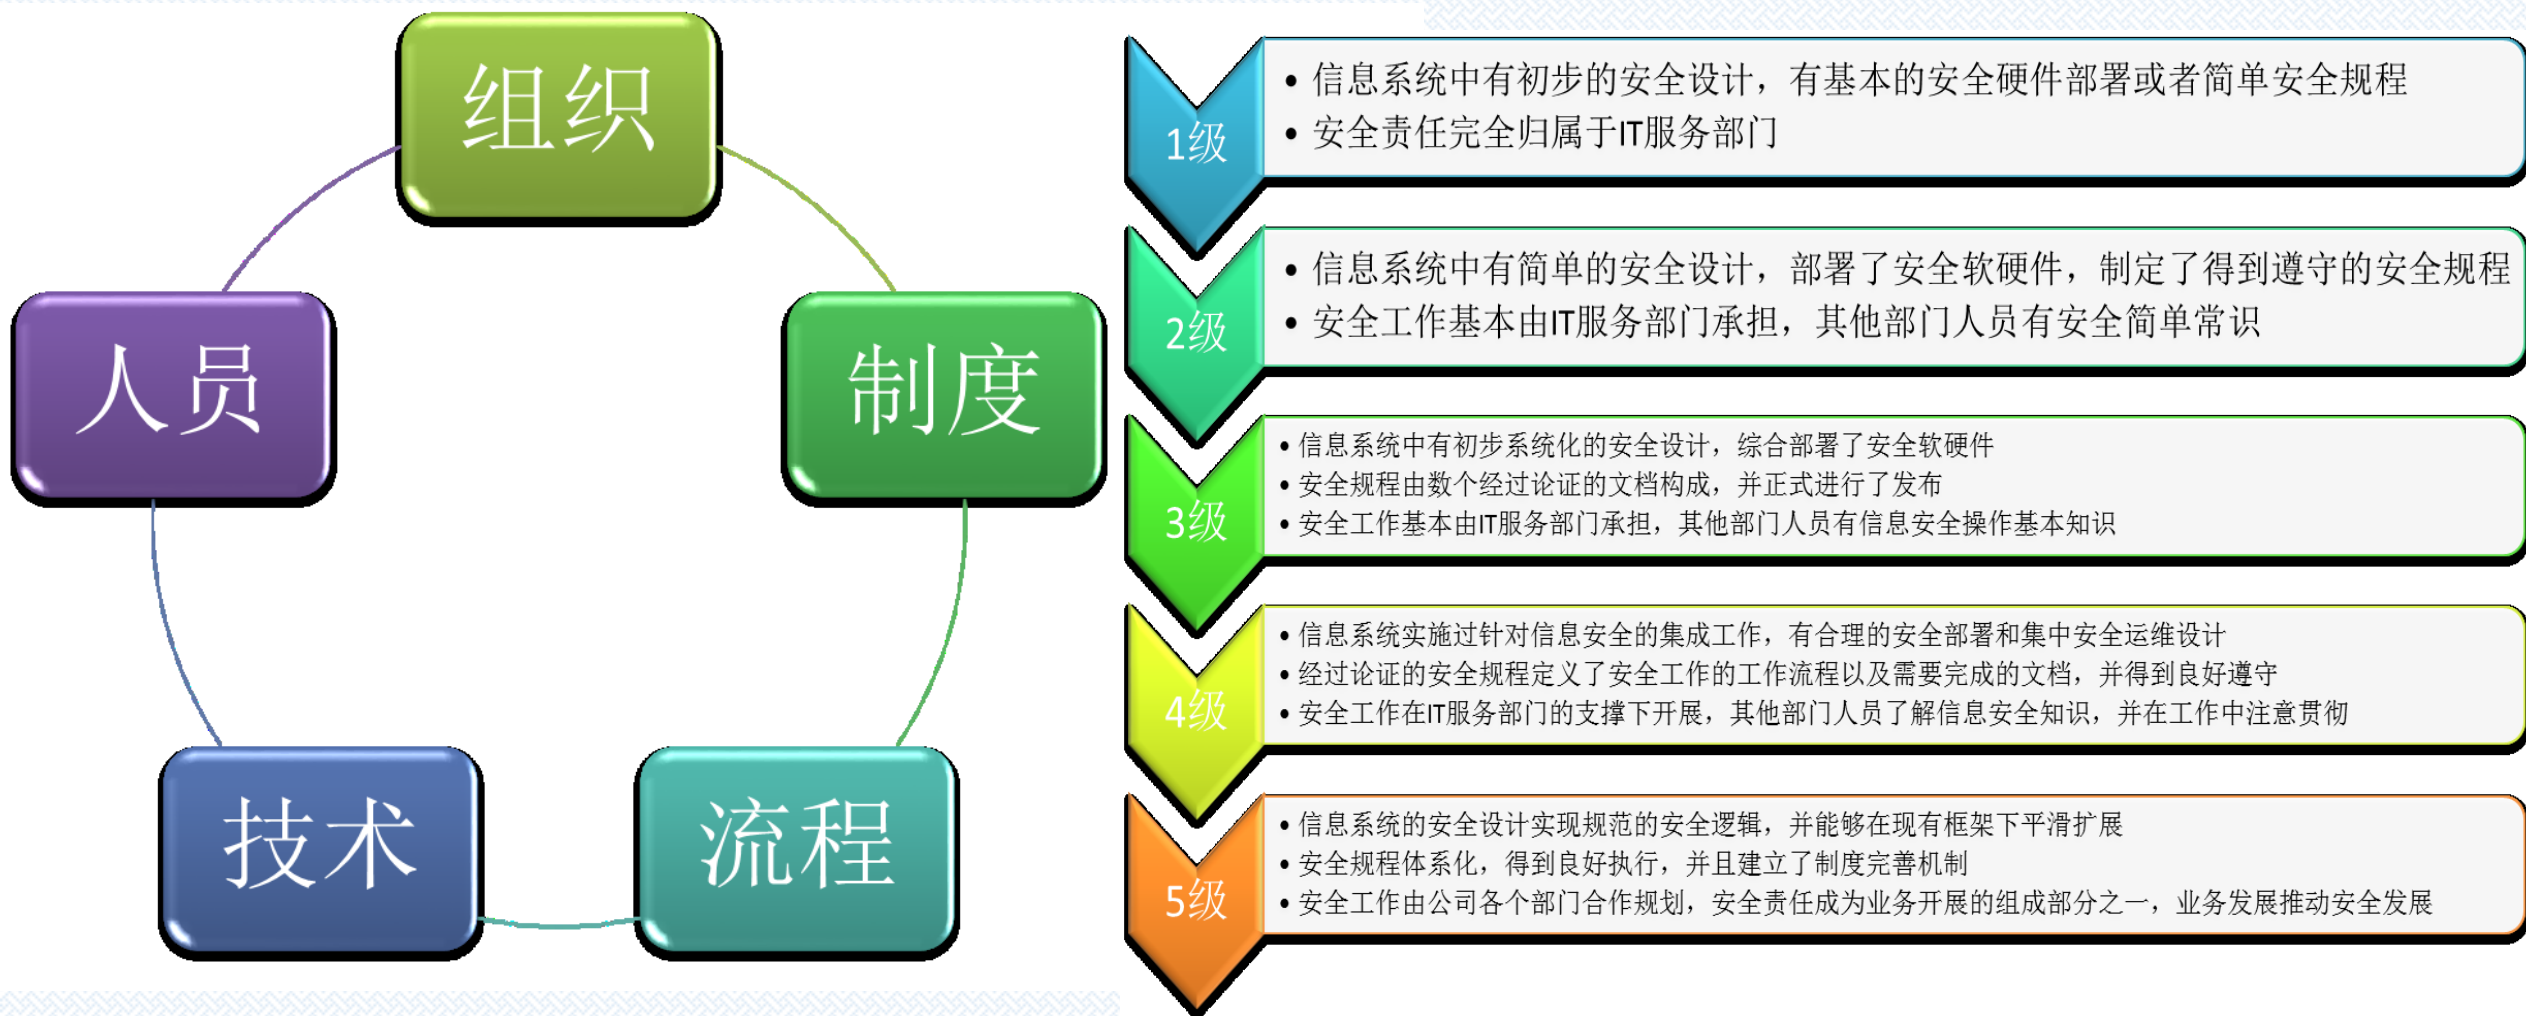 组织
人员
制度
技术
流程
1级
• 信息系统中有初步的安全设计，有基本的安全硬件部署或者简单安全规程
• 安全责任完全归属于IT服务部门
2级
• 信息系统中有简单的安全设计，部署了安全软硬件，制定了得到遵守的安全规程
• 安全工作基本由IT服务部门承担，其他部门人员有安全简单常识
3级
• 信息系统中有初步系统化的安全设计，综合部署了安全软硬件
• 安全规程由数个经过论证的文档构成，并正式进行了发布
• 安全工作基本由IT服务部门承担，其他部门人员有信息安全操作基本知识
4级
• 信息系统实施过针对信息安全的集成工作，有合理的安全部署和集中安全运维设计
• 经过论证的安全规程定义了安全工作的工作流程以及需要完成的文档，并得到良好遵守
• 安全工作在IT服务部门的支撑下开展，其他部门人员了解信息安全知识，并在工作中注意贯彻
5级
• 信息系统的安全设计实现规范的安全逻辑，并能够在现有框架下平滑扩展
• 安全规程体系化，得到良好执行，并且建立了制度完善机制
• 安全工作由公司各个部门合作规划，安全责任成为业务开展的组成部分之一，业务发展推动安全发展